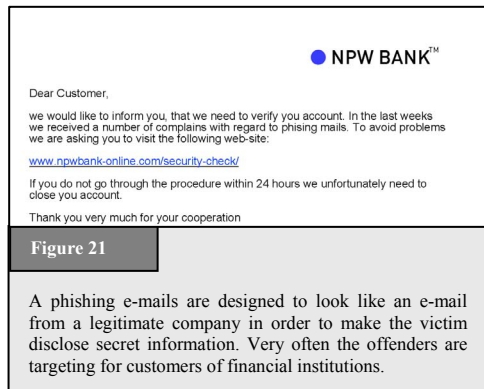 NPW BANK™
Dear Customer,
we would like to inform you, that we need to verify you account. In the last weeks
we received a number of complains with regard to phising mails. To avoid problems
we are asking you to visit the following web-site:
www.npwbank-online.com/security-check/
If you do not go through the procedure within 24 hours we unfortunately need to
close you account.
Thank you very much for your cooperation
Figure 21
A phishing e-mails are designed to look like an e-mail
from a legitimate company in order to make the victim
disclose secret information. Very often the offenders are
targeting for customers of financial institutions.